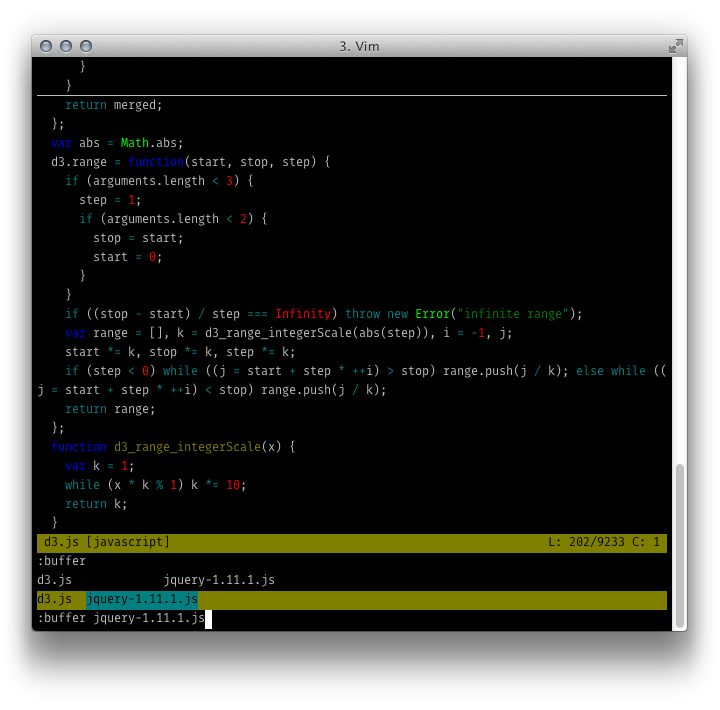 3. Vim
}
}
return merged;
};
var abs = Math.abs;
d3.range = function(start, stop, step) {
if (arguments.length < 3) {
step = 1;
if (arguments.length < 2) {
stop = start;
start = 0;
}
}
if ((stop - start) / step === Infinity) throw new Error("infinite range");
var range = [], k = d3_range_integerScale(abs(step)), i = -1, j;
start *= k, stop *= k, step *= k;
if (step < 0) while ((j = start + step * ++i) > stop) range.push(j / k); else while ((
j = start + step * ++i) < stop) range.push(j / k);
return range;
};
function d3_range_integerScale(x) {
var k = 1;
while (x * k % 1) k *= 10;
return k;
}
d3.js [javascript] L: 202/9233 C: 1
:buffer
d3.js jquery-1.11.1.js
d3.js jquery-1.11.1.js
:buffer jquery-1.11.1.js